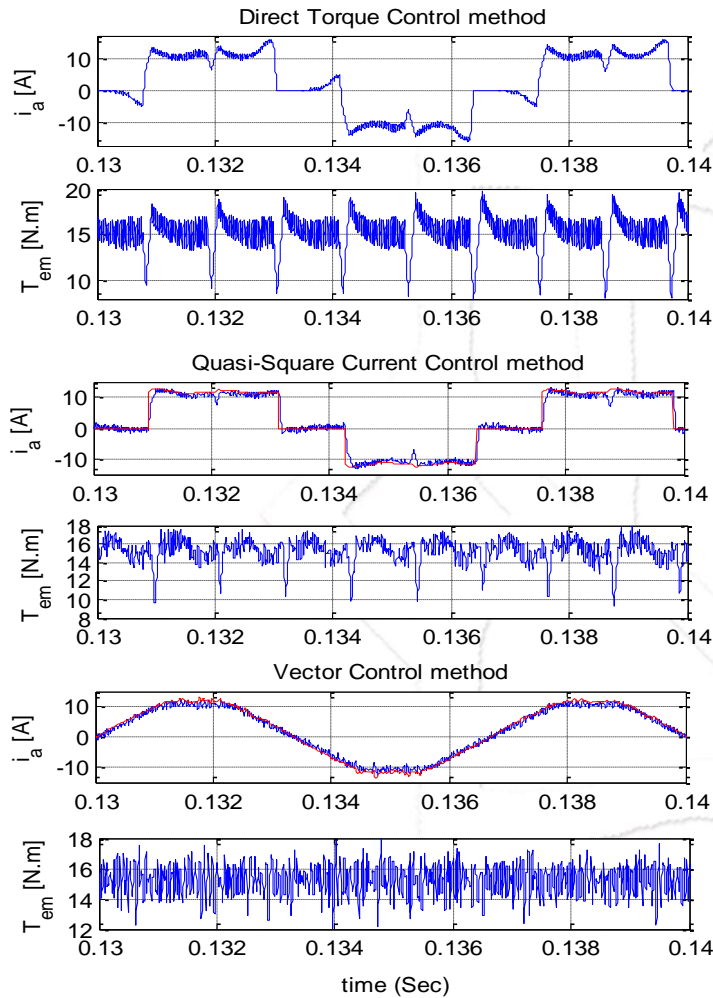 Direct Torque Control method
i_a [A]
10
0
-10
0.13 0.132 0.134 0.136 0.138 0.14
T_em [N.m]
20
15
10
0.13 0.132 0.134 0.136 0.138 0.14
Quasi-Square Current Control method
i_a [A]
10
0
-10
0.13 0.132 0.134 0.136 0.138 0.14
T_em [N.m]
18
16
14
12
10
8
0.13 0.132 0.134 0.136 0.138 0.14
Vector Control method
i_a [A]
10
0
-10
0.13 0.132 0.134 0.136 0.138 0.14
T_em [N.m]
18
16
14
12
0.13 0.132 0.134 0.136 0.138 0.14
time (Sec)